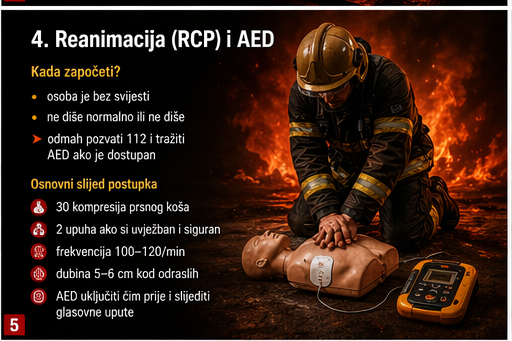 4. Reanimacija (RCP) i AED
Kada započeti?
osoba je bez svijesti
ne diše normalno ili ne diše
odmah pozvati 112 i tražiti
AED ako je dostupan
Osnovni slijed postupka
30 kompresija prsnog koša
2 upuha ako si uvježban i siguran
frekvencija 100–120/min
dubina 5–6 cm kod odraslih
AED uključiti čim prije i slijediti
glasovne upute
5